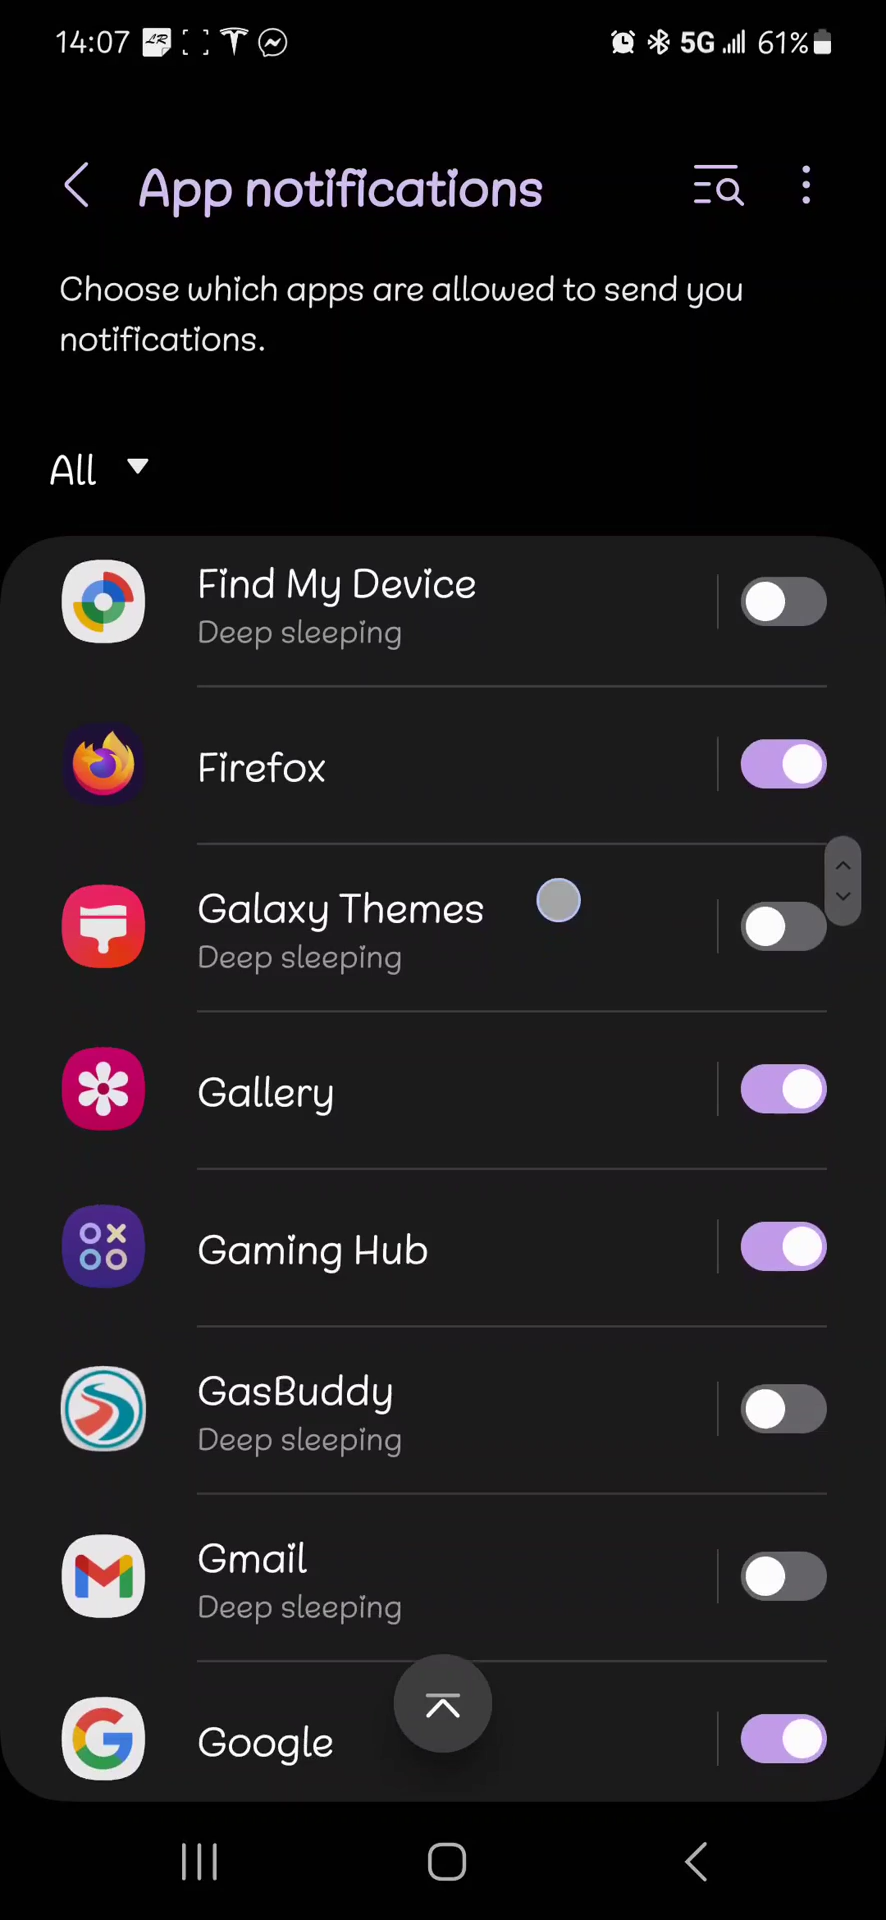 14:07 LR 5G 61%
App notifications
Choose which apps are allowed to send you
notifications.
All
Find My Device
Deep sleeping
Firefox
Galaxy Themes
Deep sleeping
Gallery
Gaming Hub
GasBuddy
Deep sleeping
Gmail
Deep sleeping
Google